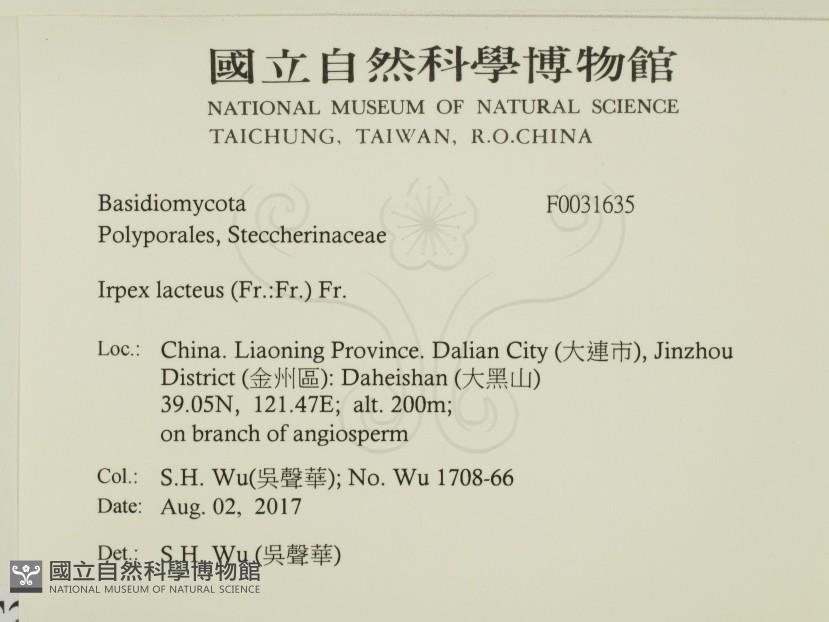 國立自然科學博物館
NATIONAL MUSEUM OF NATURAL SCIENCE
TAICHUNG, TAIWAN, R.O.CHINA
Basidiomycota F0031635
Polyporales, Steccherinaceae
Irpex lacteus (Fr.:Fr.) Fr.
Loc.: China. Liaoning Province. Dalian City (大連市), Jinzhou
District (金州區): Daheishan (大黑山)
39.05N, 121.47E; alt. 200m;
on branch of angiosperm
Col.: S.H. Wu(吳聲華); No. Wu 1708-66
Date: Aug. 02, 2017
Det.: S.H. Wu (吳聲華)
國立自然科學博物館
NATIONAL MUSEUM OF NATURAL SCIENCE